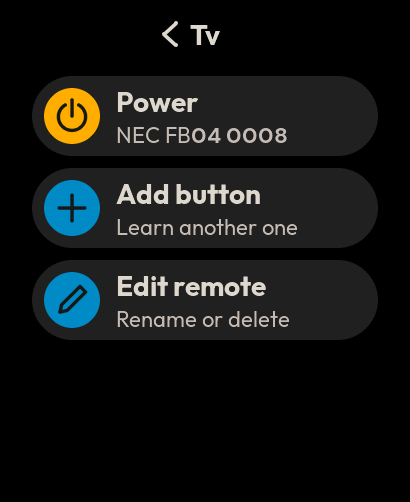 Tv
Power
NEC FB04 0008
Add button
Learn another one
Edit remote
Rename or delete